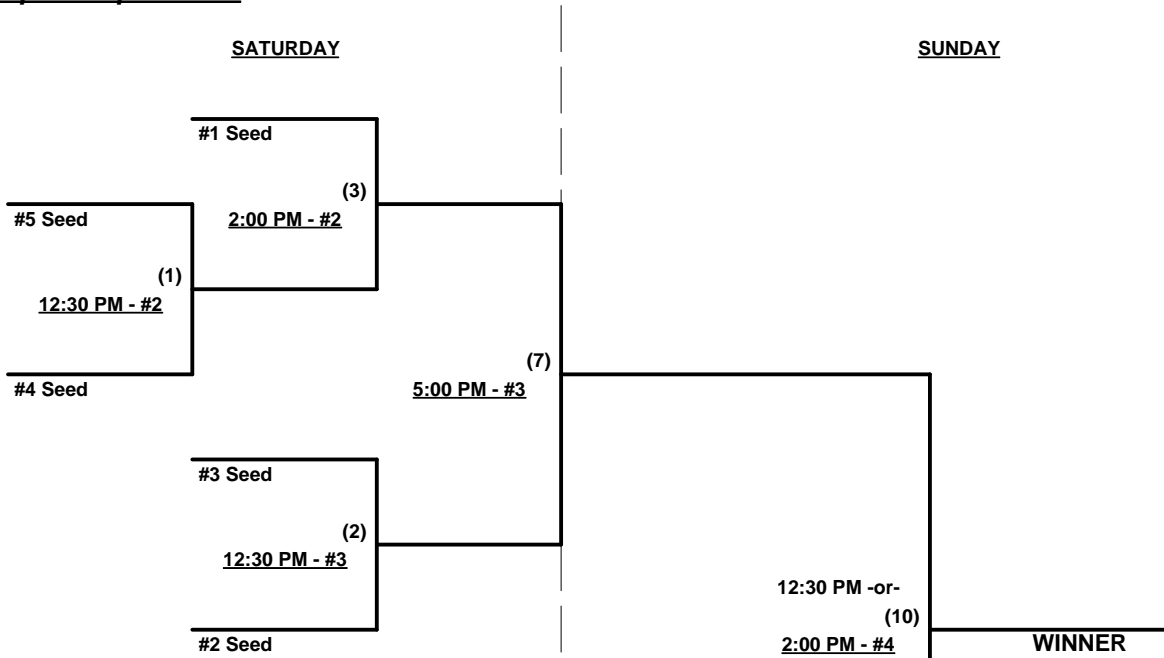 SATURDAY
SUNDAY
#1 Seed
(3)
#5 Seed
2:00 PM - #2
(1)
12:30 PM - #2
(7)
#4 Seed
5:00 PM - #3
#3 Seed
(2)
12:30 PM - #3
12:30 PM -or-
(10)
#2 Seed
2:00 PM - #4
WINNER